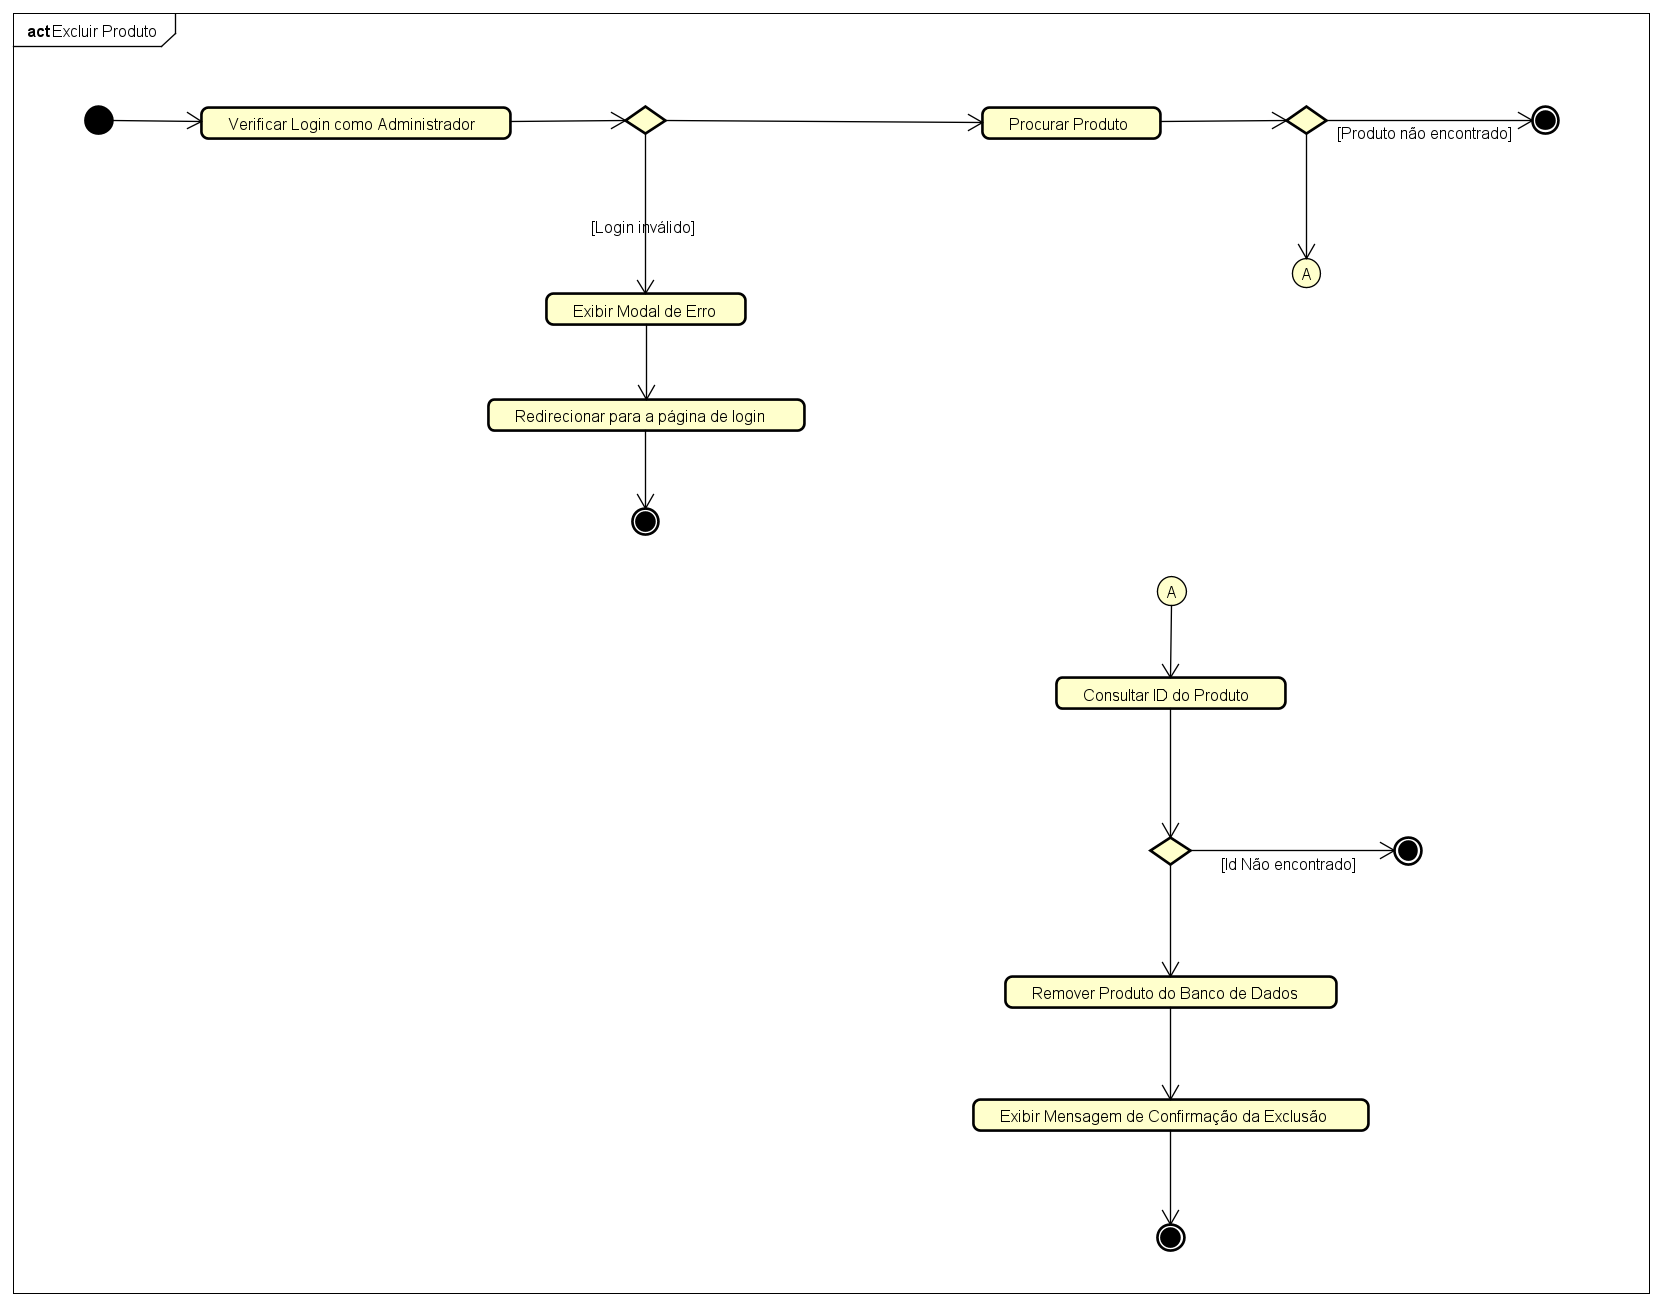 act Excluir Produto
Verificar Login como Administrador
Procurar Produto
[Produto não encontrado]
[Login inválido]
A
Exibir Modal de Erro
Redirecionar para a página de login
A
Consultar ID do Produto
[Id Não encontrado]
Remover Produto do Banco de Dados
Exibir Mensagem de Confirmação da Exclusão